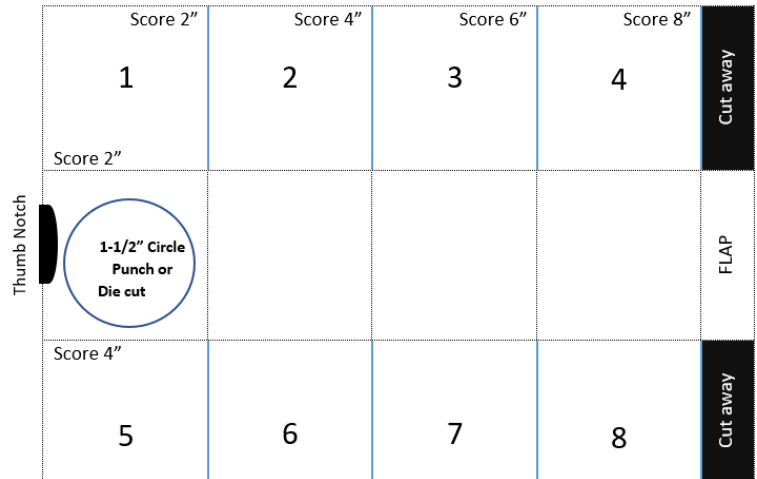 Score 2”
Score 4”
Score 6”
Score 8”
1
2
3
4
Cut away
Score 2”
Thumb Notch
1-1/2” Circle
Punch or
Die cut
FLAP
Score 4”
5
6
7
8
Cut away